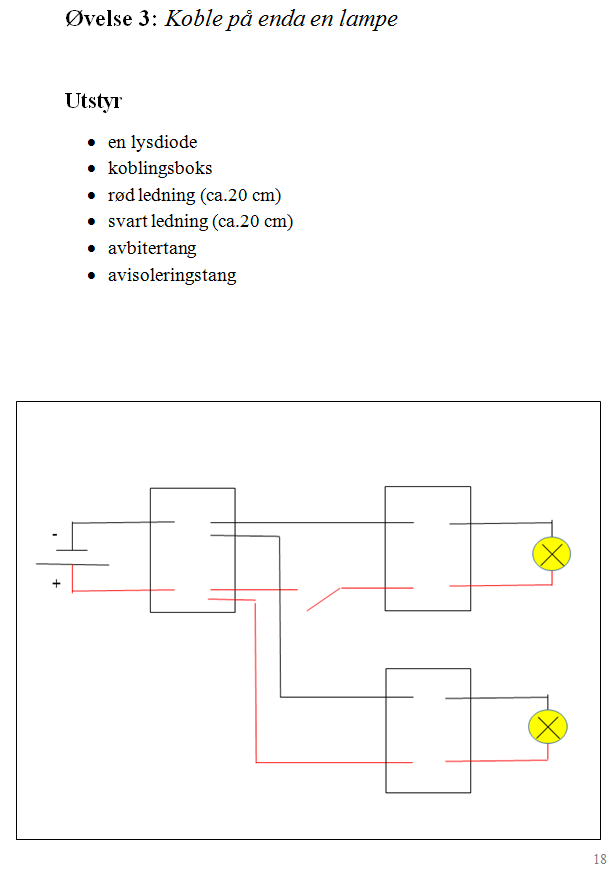 Øvelse 3: Koble på enda en lampe
Utstyr
• en lysdiode
• koblingsboks
• rød ledning (ca.20 cm)
• svart ledning (ca.20 cm)
• avbitertang
• avisoleringstang
-
+
18